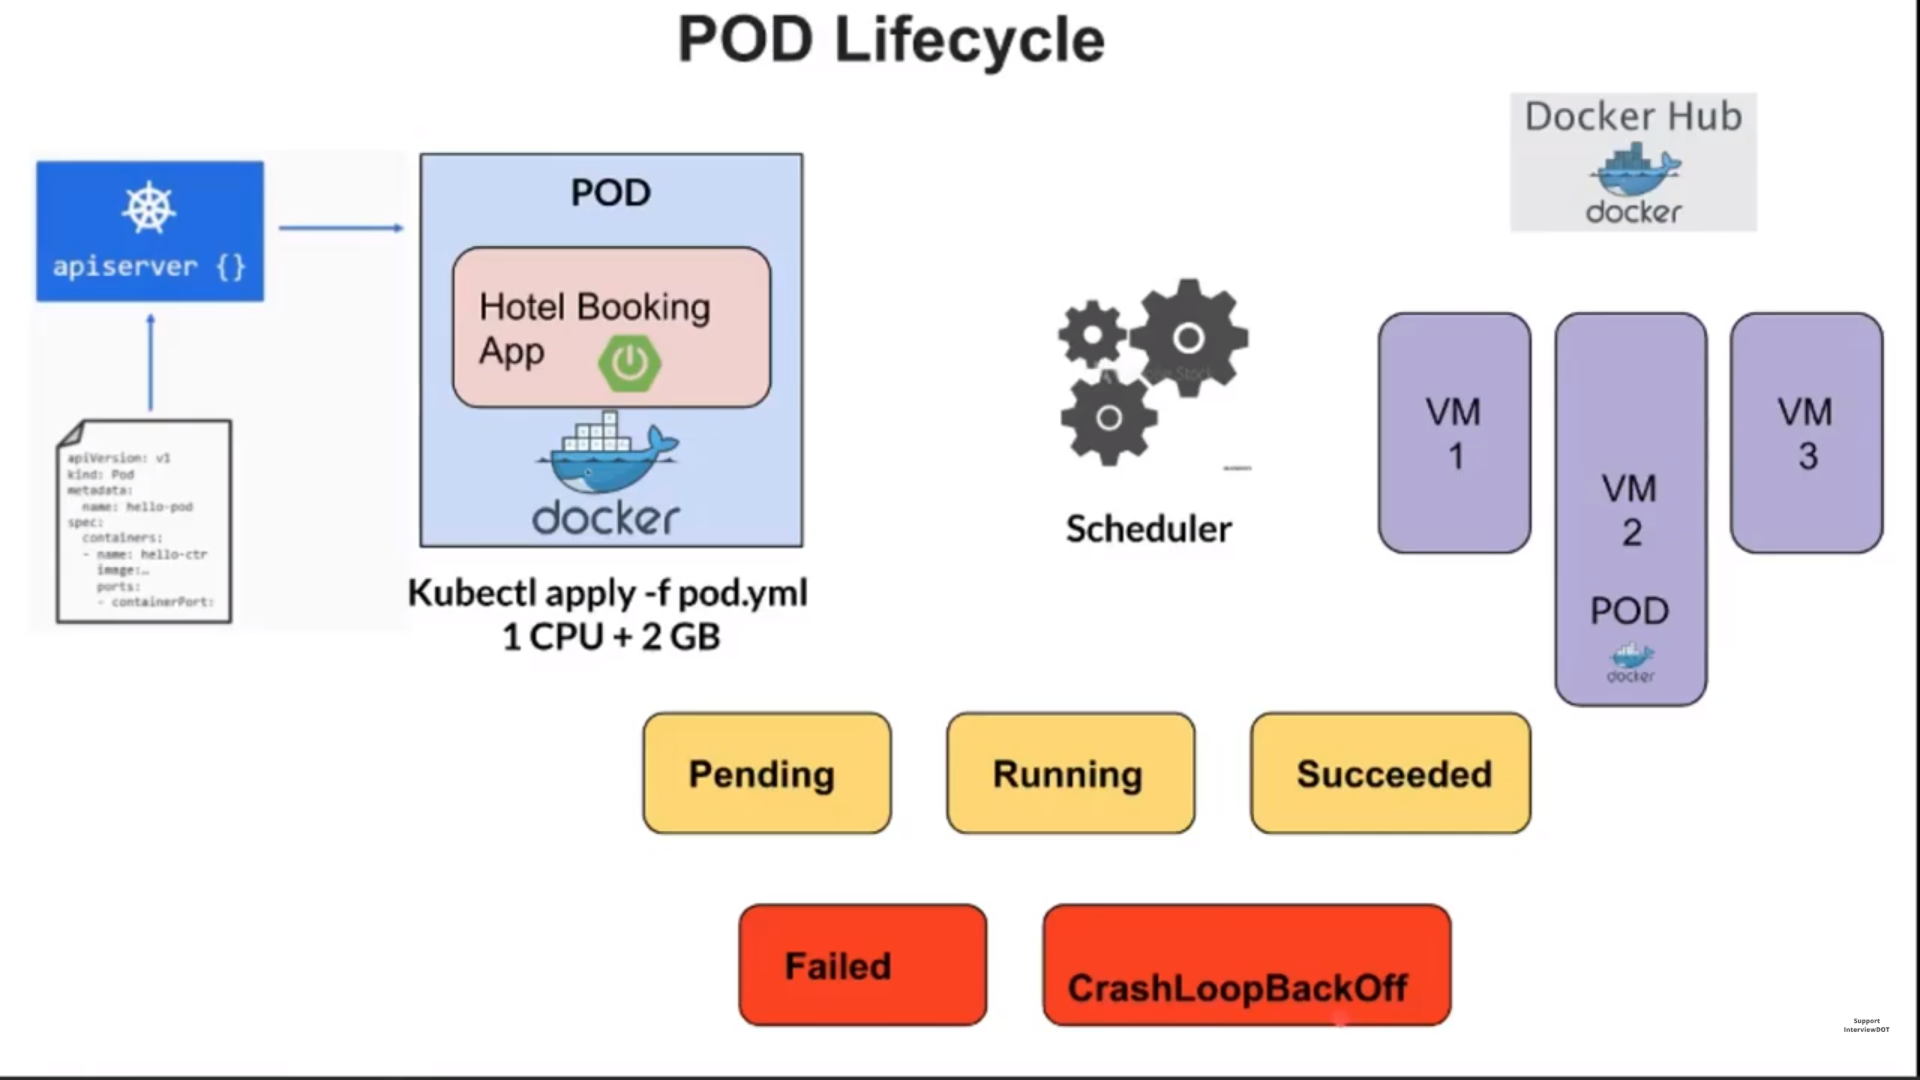 POD Lifecycle
Docker Hub
docker
apiserver {}
POD
Hotel Booking
App
docker
Kubectl apply -f pod.yml
1 CPU + 2 GB
apiVersion: v1
kind: Pod
metadata:
name: hello-pod
spec:
containers:
- name: hello-ctr
image:…
ports:
- containerPort:
Scheduler
VM
1
VM
2
POD
docker
VM
3
Pending
Running
Succeeded
Failed
CrashLoopBackOff
Support
InterviewDOT